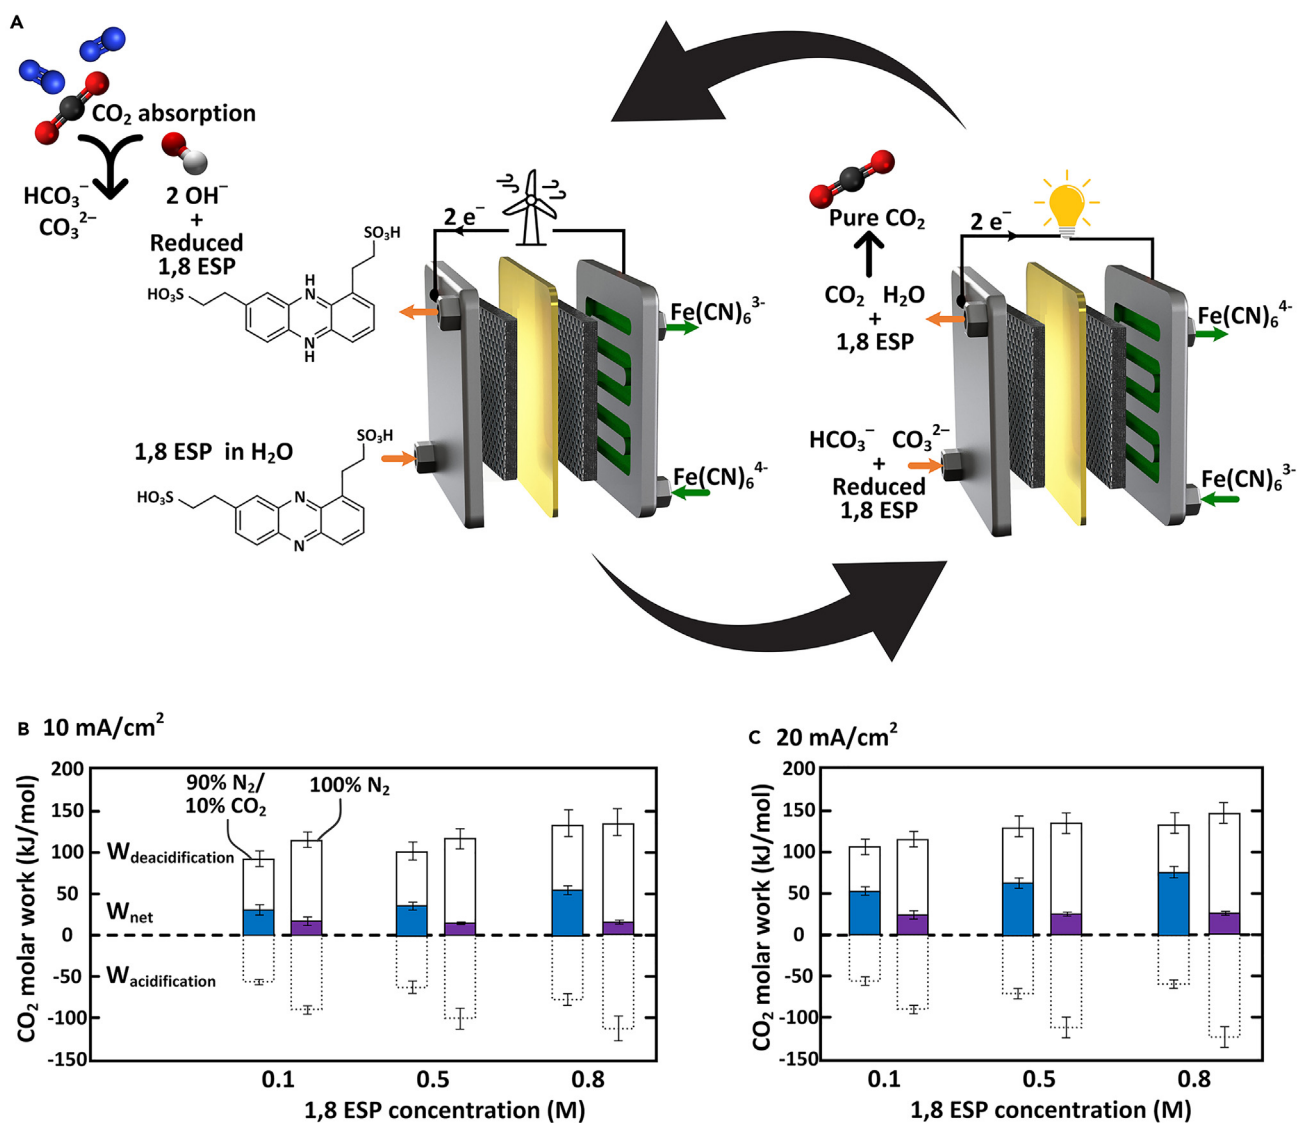 A
CO₂ absorption
HCO₃⁻
CO₃²⁻
2 OH⁻
+
Reduced
1,8 ESP
SO₃H
HO₃S
H
N
N
H
2 e⁻
Fe(CN)₆³⁻
1,8 ESP in H₂O
SO₃H
HO₃S
N
N
Fe(CN)₆⁴⁻
Pure CO₂
2 e⁻
CO₂ H₂O
+
1,8 ESP
Fe(CN)₆⁴⁻
HCO₃⁻ CO₃²⁻
+
Reduced
1,8 ESP
Fe(CN)₆³⁻
B 10 mA/cm²
CO₂ molar work (kJ/mol)
200
150
100
50
0
-50
-100
-150
90% N₂/
10% CO₂
100% N₂
W_deacidification
W_net
W_acidification
0.1 0.5 0.8
1,8 ESP concentration (M)
C 20 mA/cm²
CO₂ molar work (kJ/mol)
200
150
100
50
0
-50
-100
-150
0.1 0.5 0.8
1,8 ESP concentration (M)